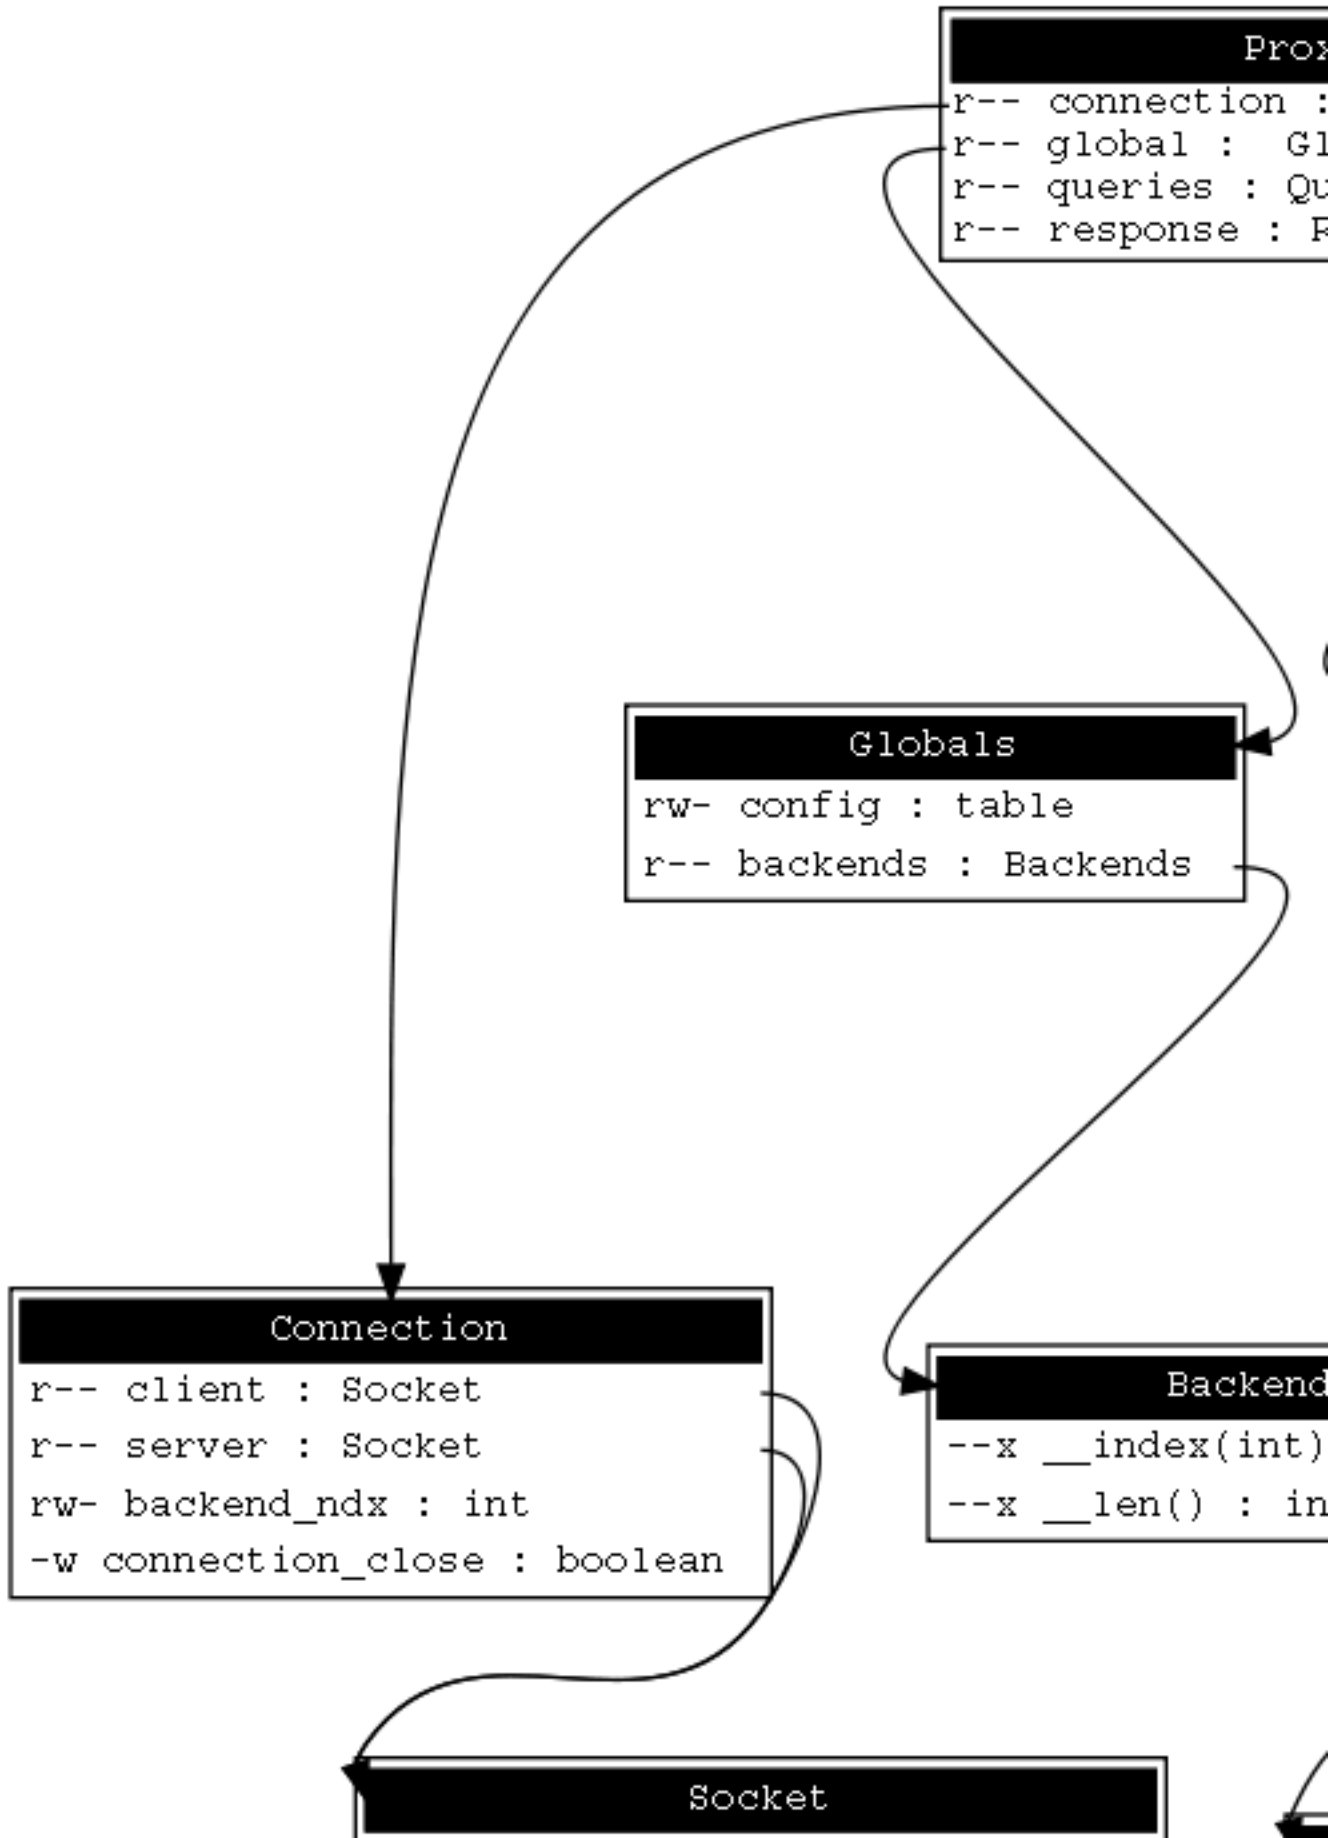 Prox
r-- connection :
r-- global : Gl
r-- queries : Qu
r-- response : R
Globals
rw- config : table
r-- backends : Backends
Connection
r-- client : Socket
r-- server : Socket
rw- backend_ndx : int
-w connection_close : boolean
Backend
--x __index(int)
--x __len() : in
Socket